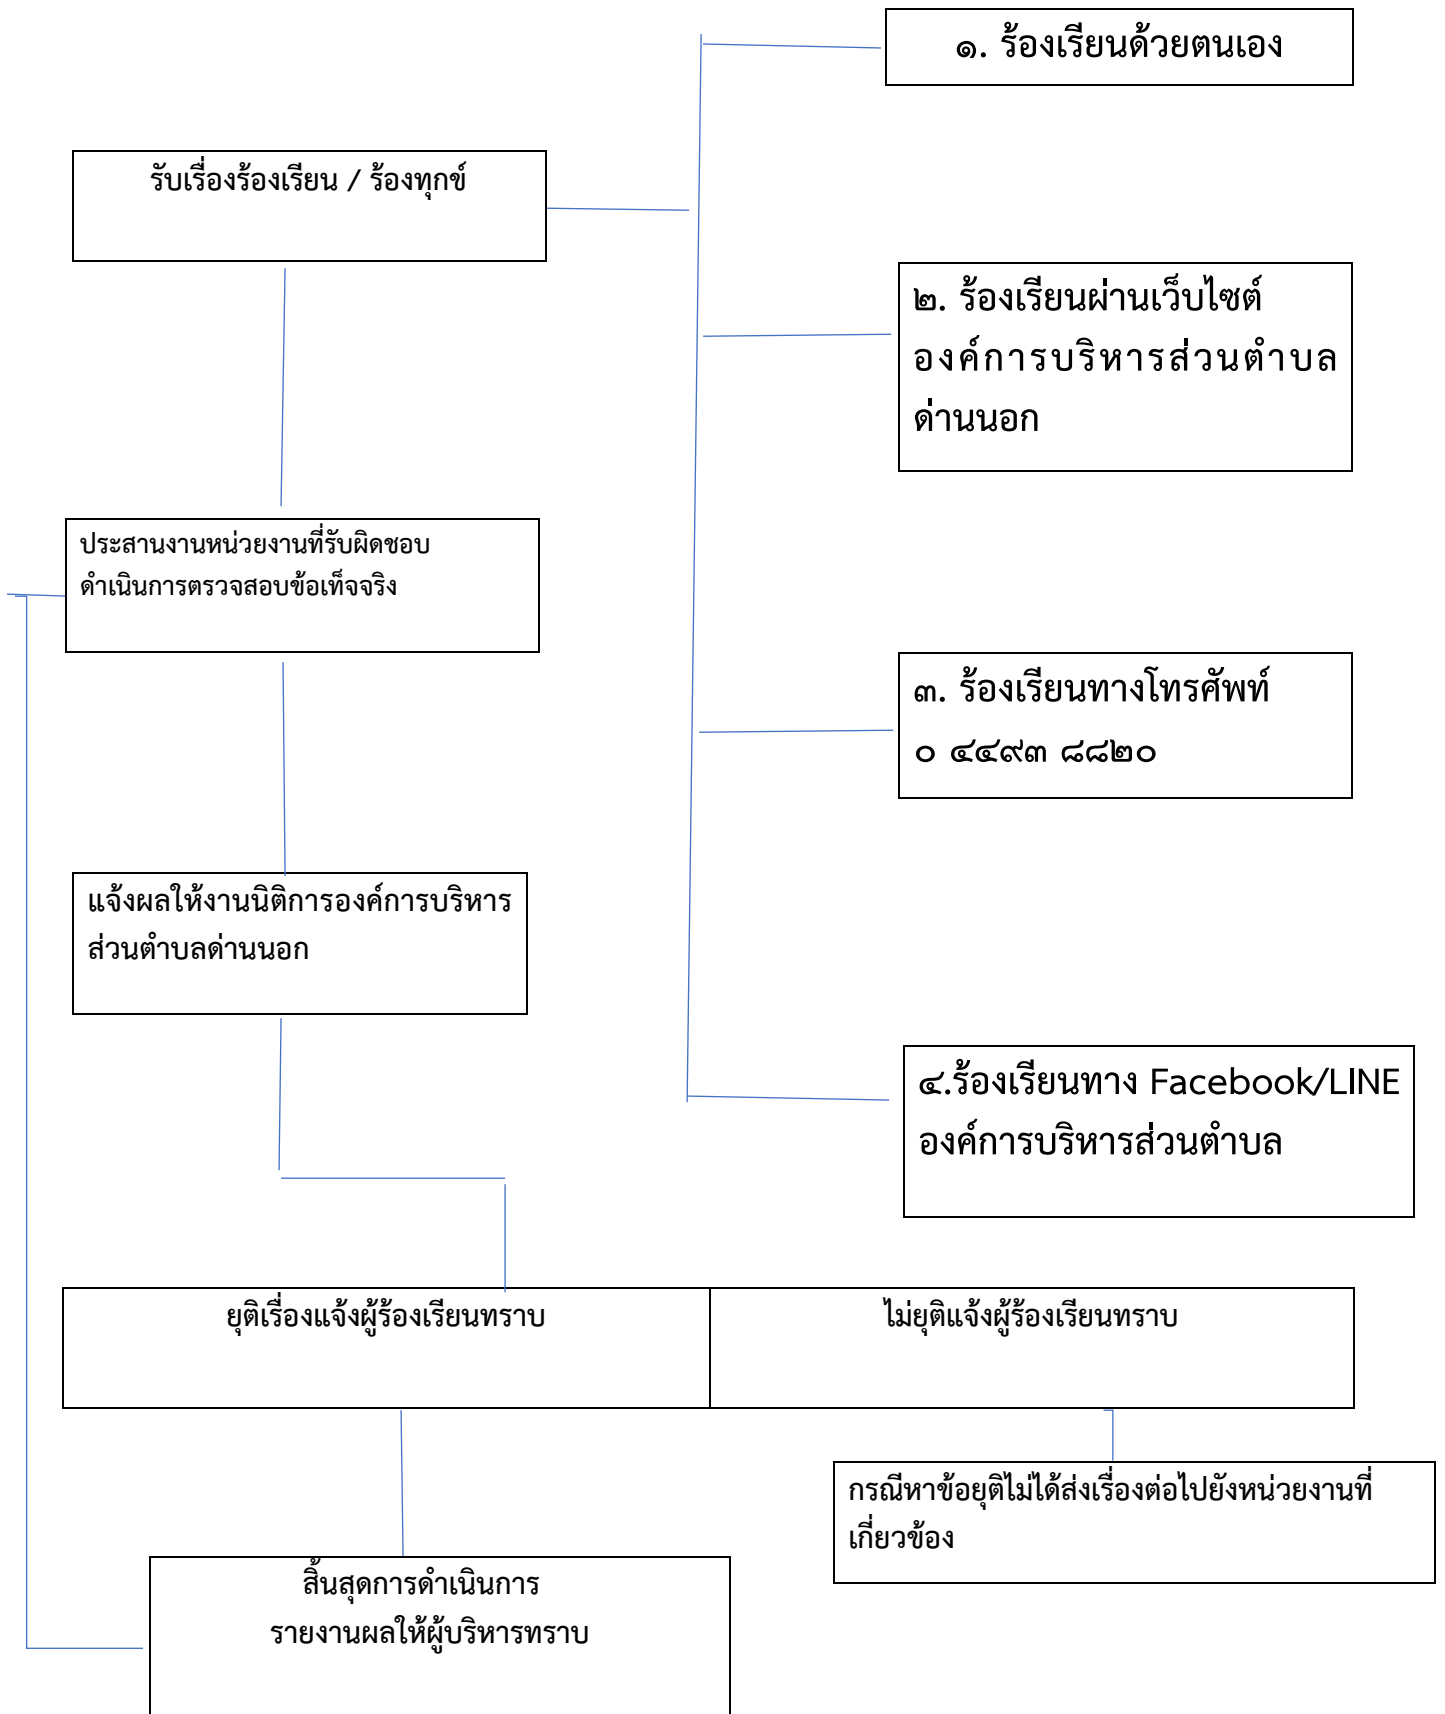 ๑. ร้องเรียนด้วยตนเอง
รับเรื่องร้องเรียน / ร้องทุกข์
๒. ร้องเรียนผ่านเว็บไซต์
องค์การบริหารส่วนตำบล
ด่านนอก
ประสานงานหน่วยงานที่รับผิดชอบ
ดำเนินการตรวจสอบข้อเท็จจริง
๓. ร้องเรียนทางโทรศัพท์
๐ ๔๔๙๓ ๘๘๒๐
แจ้งผลให้งานนิติการองค์การบริหาร
ส่วนตำบลด่านนอก
๔.ร้องเรียนทาง Facebook/LINE
องค์การบริหารส่วนตำบล
ยุติเรื่องแจ้งผู้ร้องเรียนทราบ
ไม่ยุติแจ้งผู้ร้องเรียนทราบ
กรณีหาข้อยุติไม่ได้ส่งเรื่องต่อไปยังหน่วยงานที่
เกี่ยวข้อง
สิ้นสุดการดำเนินการ
รายงานผลให้ผู้บริหารทราบ